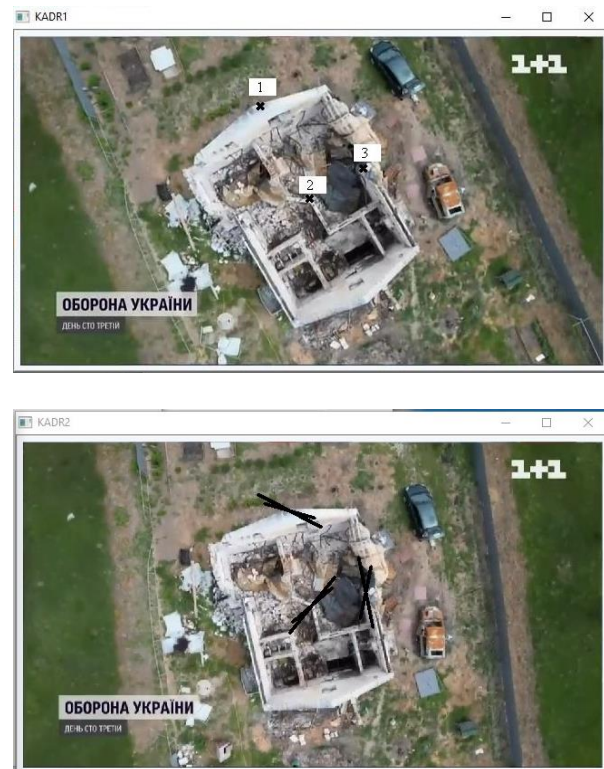 KADR1
1+1
1
3
2
ОБОРОНА УКРАЇНИ
ДЕНЬ СТО ТРЕТІЙ
KADR2
1+1
ОБОРОНА УКРАЇНИ
ДЕНЬ СТО ТРЕТІЙ